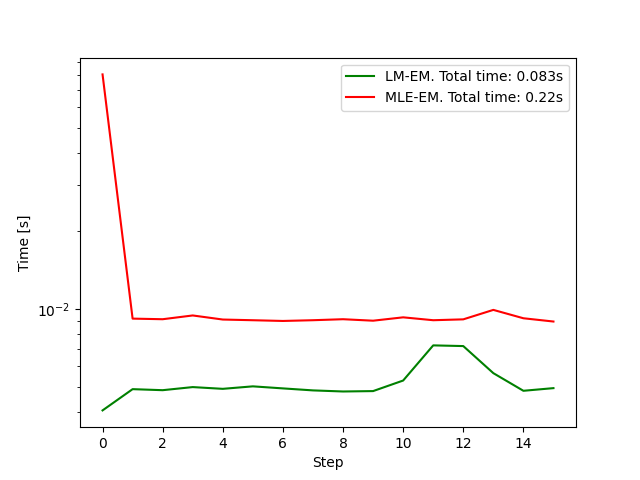 LM-EM. Total time: 0.083s
MLE-EM. Total time: 0.22s
Time [s]
10⁻²
0 2 4 6 8 10 12 14
Step